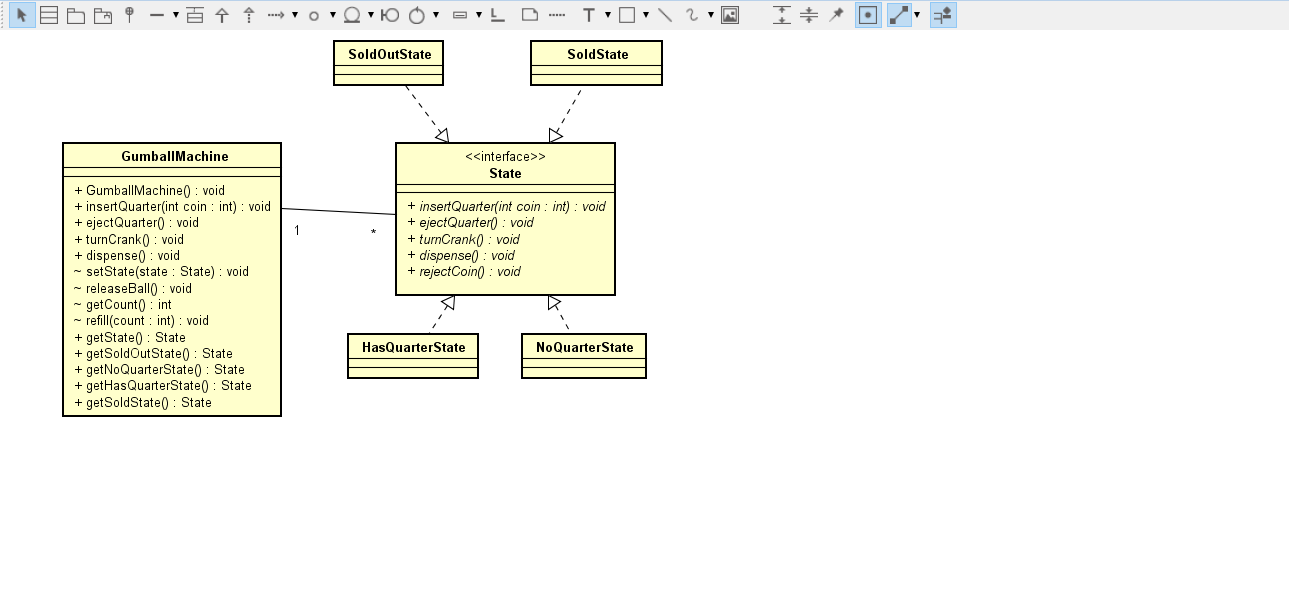 SoldOutState
SoldState
GumballMachine
+ GumballMachine() : void
+ insertQuarter(int coin : int) : void
+ ejectQuarter() : void
+ turnCrank() : void
+ dispense() : void
~ setState(state : State) : void
~ releaseBall() : void
~ getCount() : int
~ refill(count : int) : void
+ getState() : State
+ getSoldOutState() : State
+ getNoQuarterState() : State
+ getHasQuarterState() : State
+ getSoldState() : State
1
*
<<interface>>
State
+ insertQuarter(int coin : int) : void
+ ejectQuarter() : void
+ turnCrank() : void
+ dispense() : void
+ rejectCoin() : void
HasQuarterState
NoQuarterState